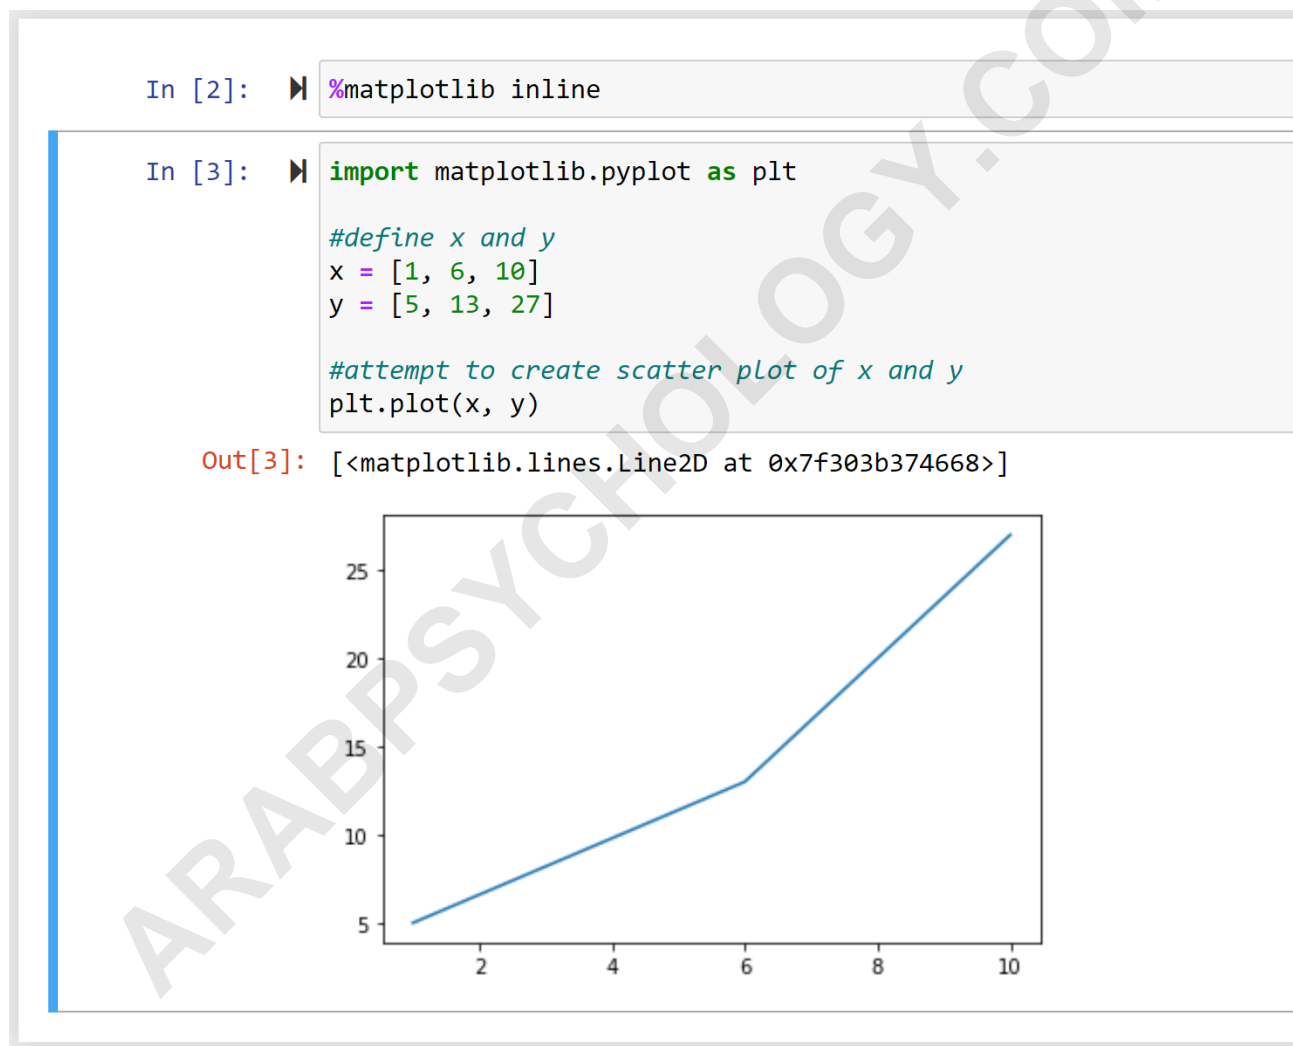 In [2]: %matplotlib inline
In [3]: import matplotlib.pyplot as plt
#define x and y
x = [1, 6, 10]
y = [5, 13, 27]
#attempt to create scatter plot of x and y
plt.plot(x, y)
Out[3]: [<matplotlib.lines.Line2D at 0x7f303b374668>]
25
20
15
10
5
2 4 6 8 10
ARABPSYCHOLOGY.COM